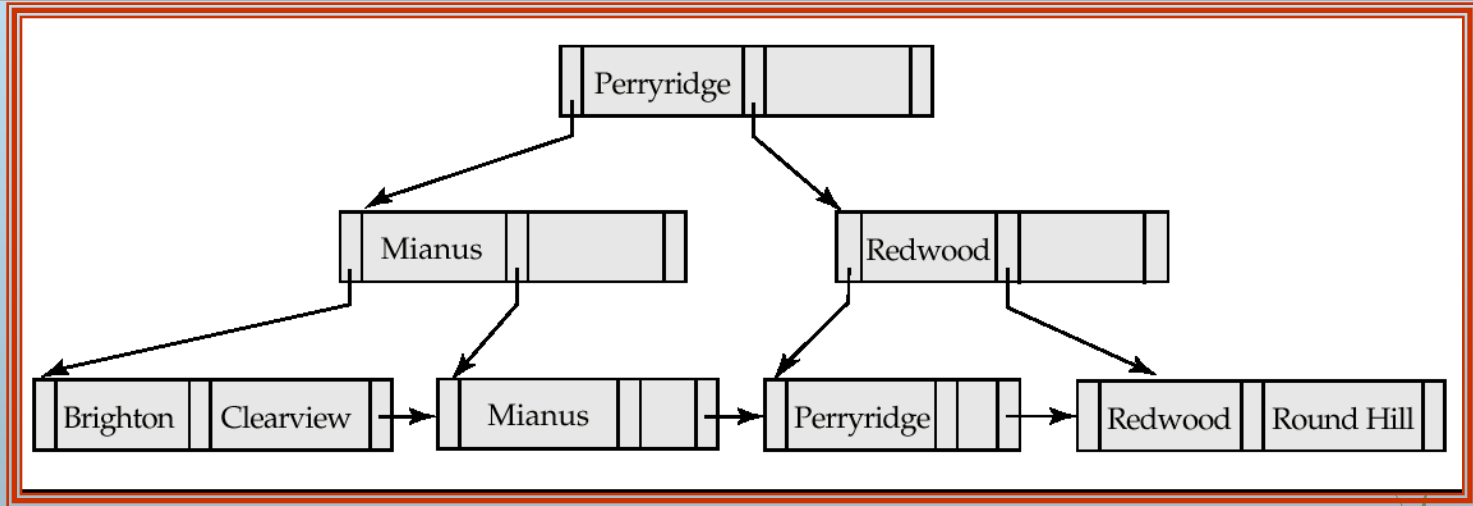 Perryridge
Mianus
Redwood
Brighton Clearview
Mianus
Perryridge
Redwood Round Hill